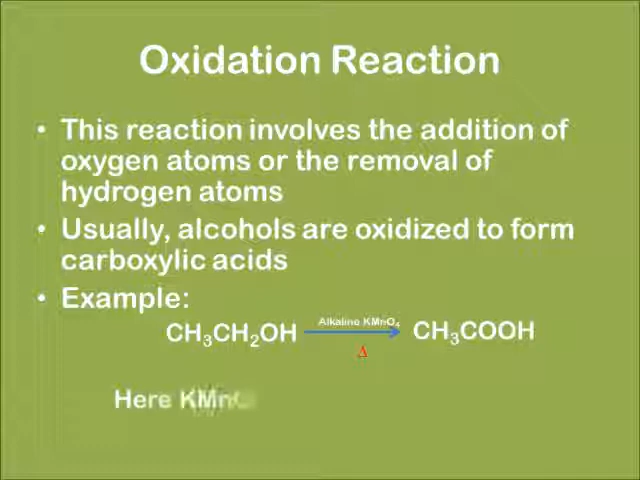 Oxidation Reaction
• This reaction involves the addition of
oxygen atoms or the removal of
hydrogen atoms
• Usually, alcohols are oxidized to form
carboxylic acids
• Example:
Alkaline KMnO₄
CH₃CH₂OH CH₃COOH
Δ
Here